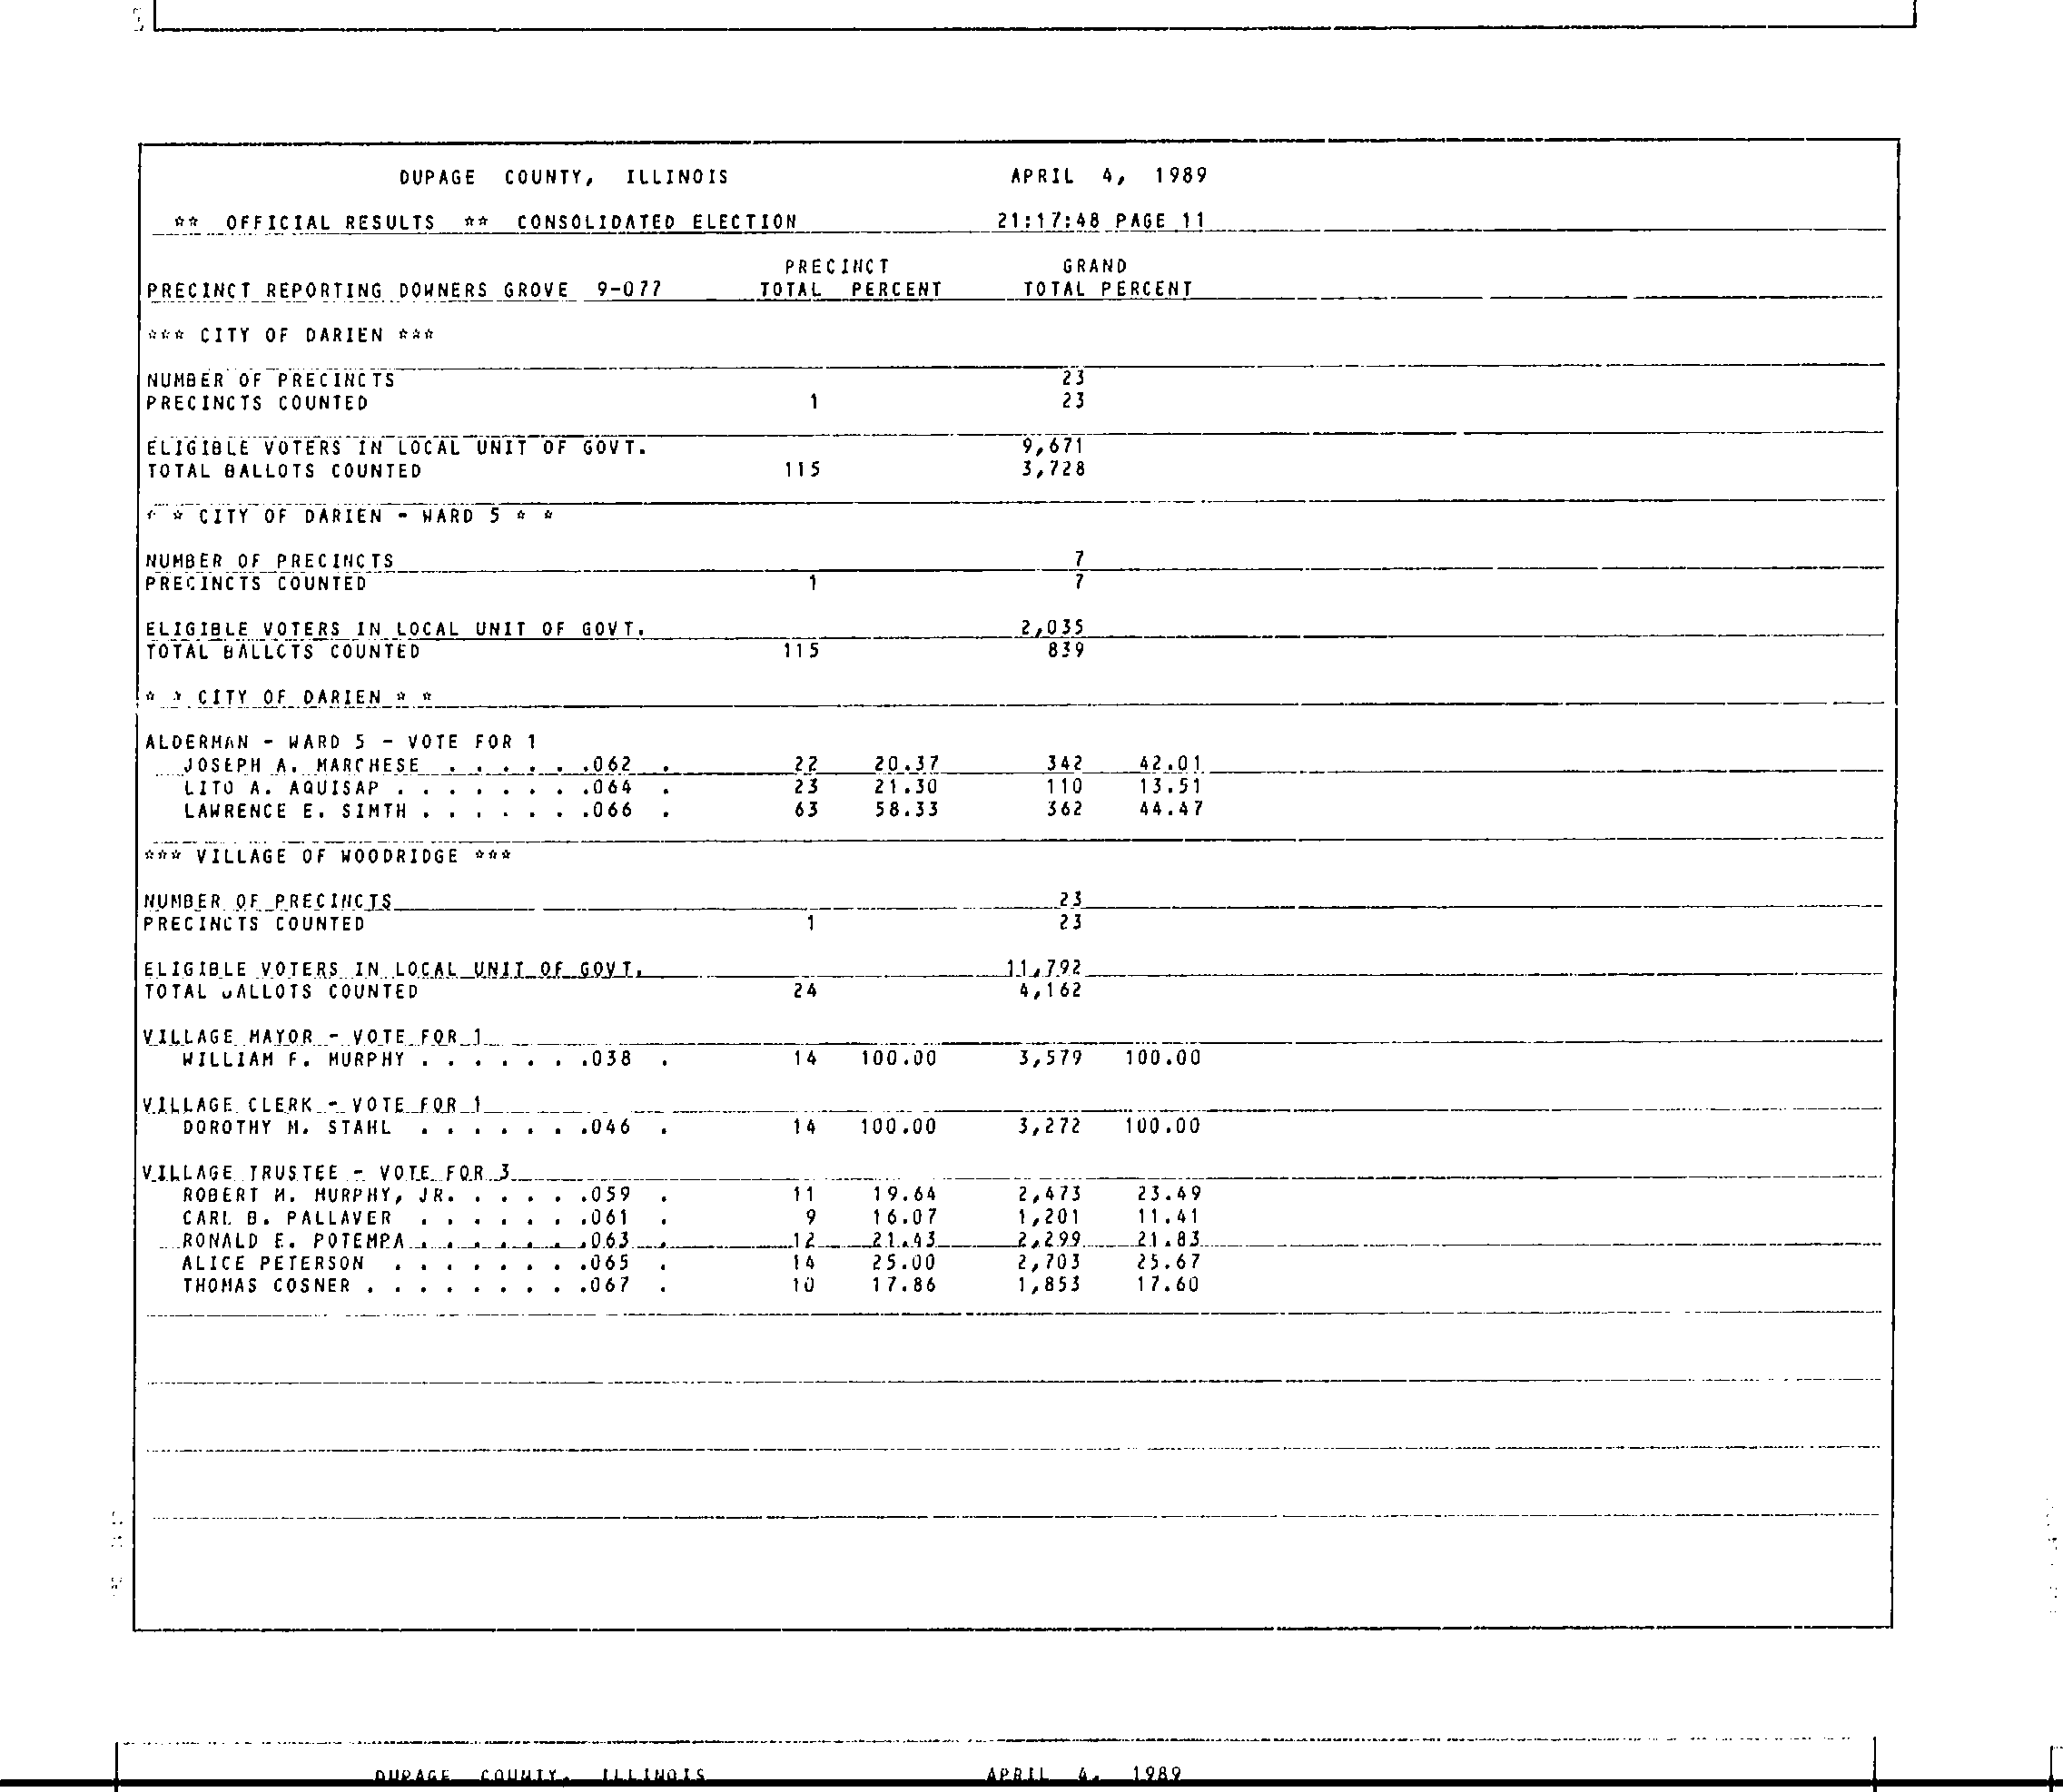 DUPAGE COUNTY, ILLINOIS APRIL 4, 1989
** OFFICIAL RESULTS ** CONSOLIDATED ELECTION 21:17:48 PAGE 11
PRECINCT GRAND
PRECINCT REPORTING DOWNERS GROVE 9-077 TOTAL PERCENT TOTAL PERCENT
*** CITY OF DARIEN ***
NUMBER OF PRECINCTS 23
PRECINCTS COUNTED 1 23
ELIGIBLE VOTERS IN LOCAL UNIT OF GOVT. 9,671
TOTAL BALLOTS COUNTED 115 3,728
* * CITY OF DARIEN - WARD 5 * *
NUMBER OF PRECINCTS 7
PRECINCTS COUNTED 1 7
ELIGIBLE VOTERS IN LOCAL UNIT OF GOVT. 2,035
TOTAL BALLOTS COUNTED 115 839
* * CITY OF DARIEN * *
ALDERMAN - WARD 5 - VOTE FOR 1
JOSEPH A. MARCHESE . . . . . .062 . 22 20.37 342 42.01
LITO A. AQUISAP . . . . . . . .064 . 23 21.30 110 13.51
LAWRENCE E. SIMTH . . . . . . .066 . 63 58.33 362 44.47
*** VILLAGE OF WOODRIDGE ***
NUMBER OF PRECINCTS 23
PRECINCTS COUNTED 1 23
ELIGIBLE VOTERS IN LOCAL UNIT OF GOVT. 11,792
TOTAL BALLOTS COUNTED 24 4,162
VILLAGE MAYOR - VOTE FOR 1
WILLIAM F. MURPHY . . . . . . .038 . 14 100.00 3,579 100.00
VILLAGE CLERK - VOTE FOR 1
DOROTHY M. STAHL . . . . . . .046 . 14 100.00 3,272 100.00
VILLAGE TRUSTEE - VOTE FOR 3
ROBERT M. MURPHY, JR. . . . . .059 . 11 19.64 2,473 23.49
CARL B. PALLAVER . . . . . . .061 . 9 16.07 1,201 11.41
RONALD E. POTEMPA . . . . . . .063 . 12 21.43 2,299 21.83
ALICE PETERSON . . . . . . . .065 . 14 25.00 2,703 25.67
THOMAS COSNER . . . . . . . . .067 . 10 17.86 1,853 17.60
DUPAGE COUNTY, ILLINOIS APRIL 4, 1989